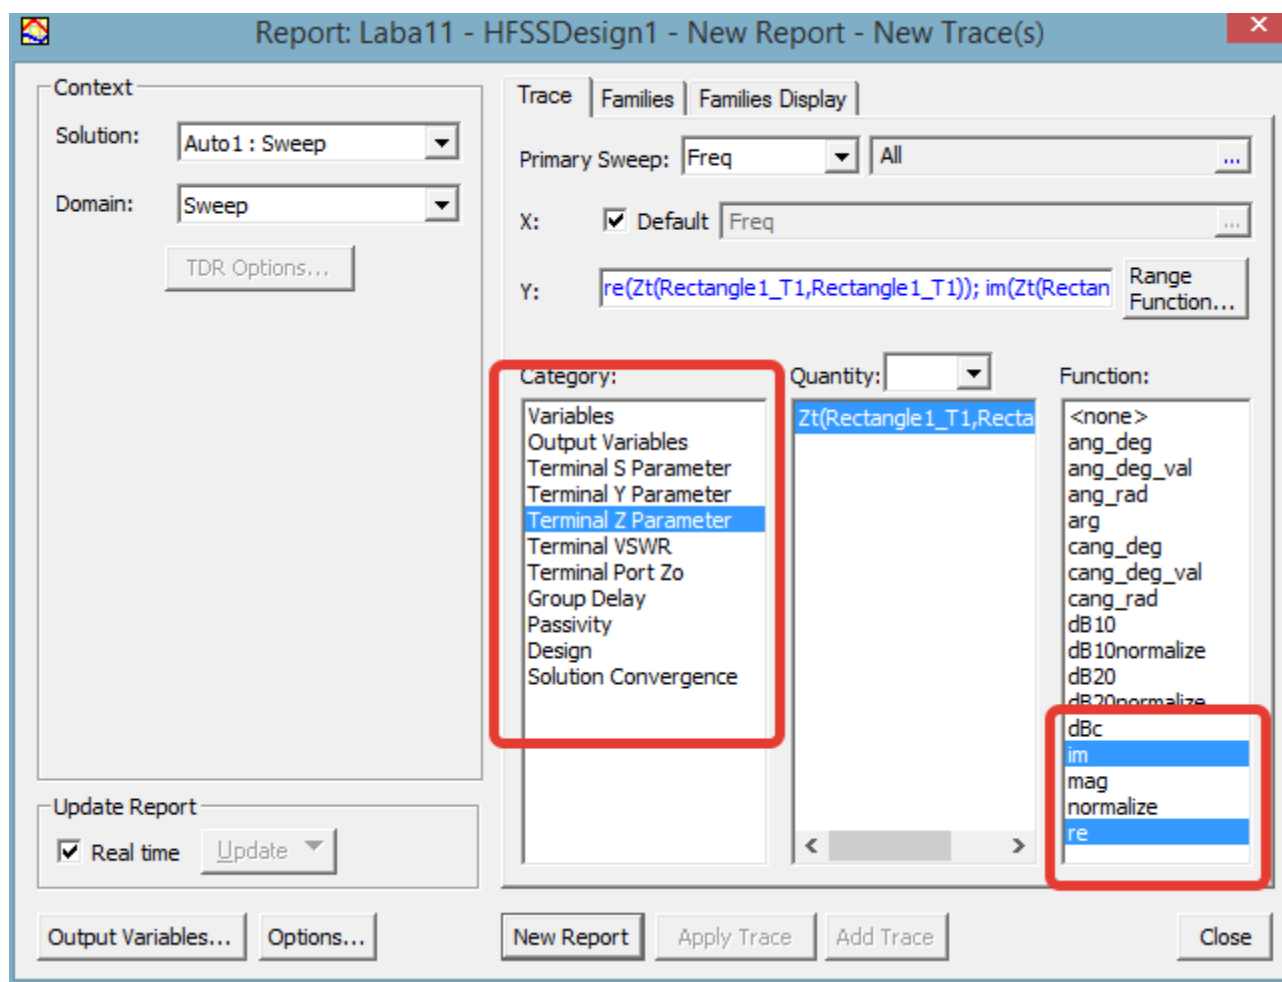 Report: Laba11 - HFSSDesign1 - New Report - New Trace(s)
Context
Solution: Auto1 : Sweep
Domain: Sweep
TDR Options...
Update Report
Real time Update
Output Variables... Options...
Trace Families Families Display
Primary Sweep: Freq All ...
X: Default Freq ...
Y: re(Zt(Rectangle1_T1,Rectangle1_T1)); im(Zt(Rectan
Range
Function...
Category:
Variables
Output Variables
Terminal S Parameter
Terminal Y Parameter
Terminal Z Parameter
Terminal VSWR
Terminal Port Zo
Group Delay
Passivity
Design
Solution Convergence
Quantity:
Zt(Rectangle1_T1,Recta
Function:
<none>
ang_deg
ang_deg_val
ang_rad
arg
cang_deg
cang_deg_val
cang_rad
dB10
dB10normalize
dB20
dB20normalize
dBc
im
mag
normalize
re
New Report Apply Trace Add Trace Close